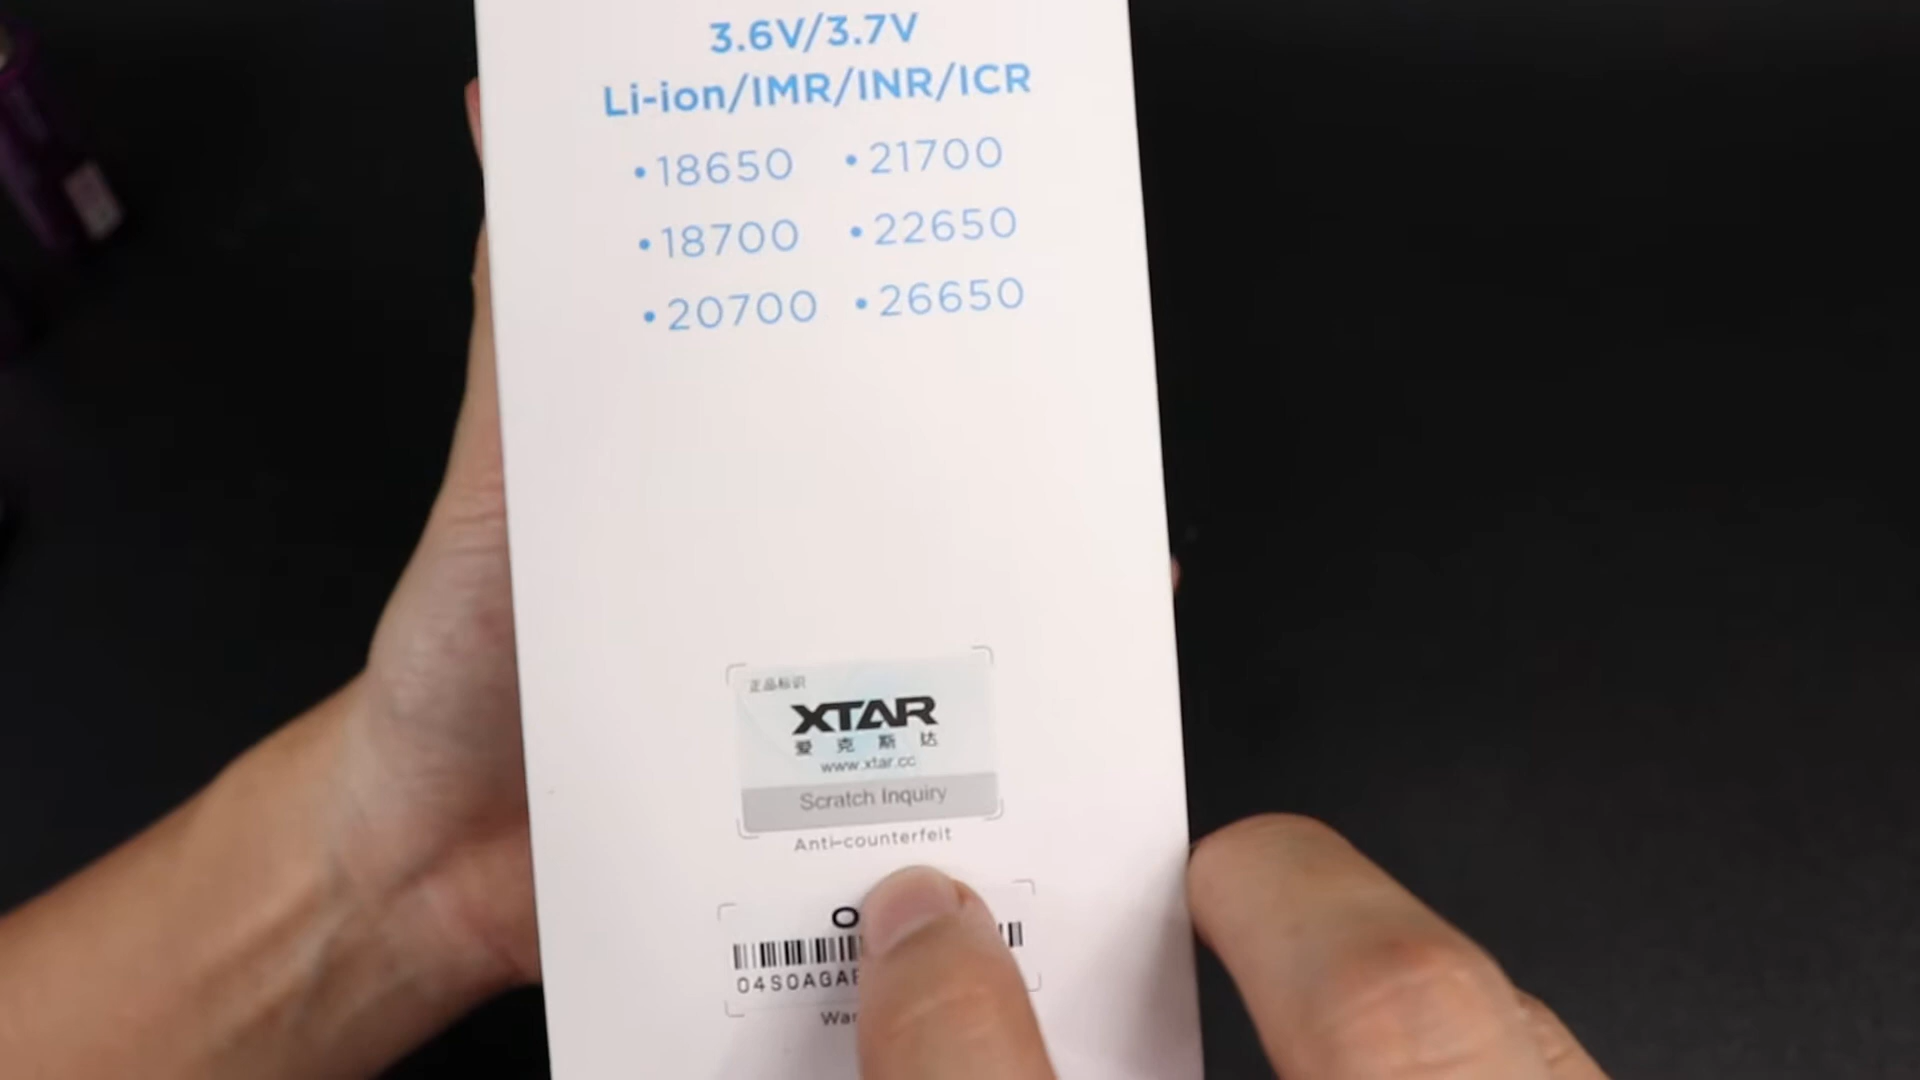 3.6V/3.7V
Li-ion/IMR/INR/ICR
•18650 •21700
•18700 •22650
•20700 •26650
正品标识
XTAR
爱克斯达
www.xtar.cc
Scratch Inquiry
Anti-counterfeit
04S0AGA